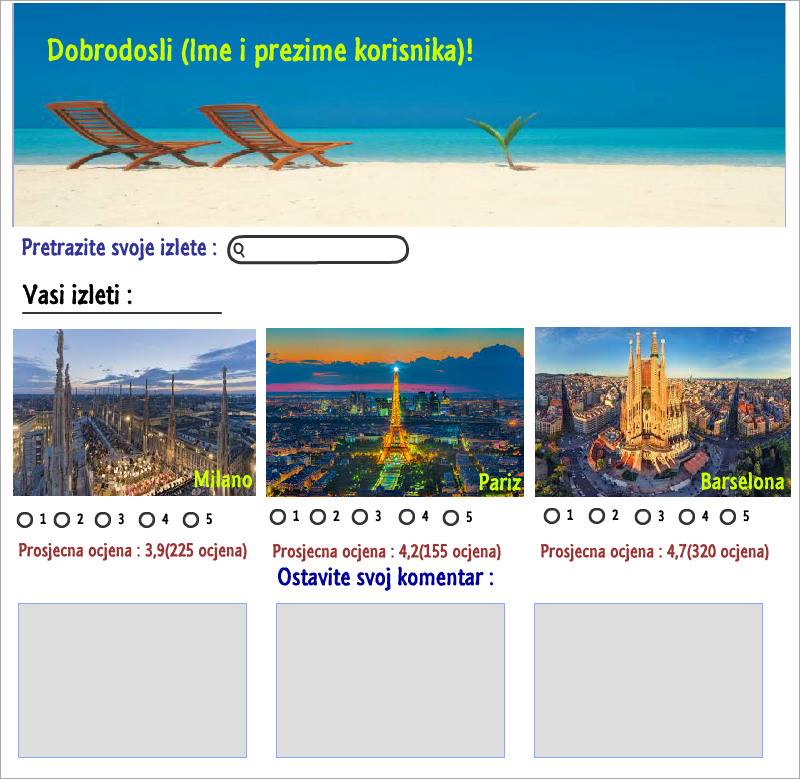 Dobrodosli (Ime i prezime korisnika)!
Pretrazite svoje izlete :
Vasi izleti :
Milano
Pariz
Barselona
1 2 3 4 5
1 2 3 4 5
1 2 3 4 5
Prosjecna ocjena : 3,9(225 ocjena)
Prosjecna ocjena : 4,2(155 ocjena)
Prosjecna ocjena : 4,7(320 ocjena)
Ostavite svoj komentar :